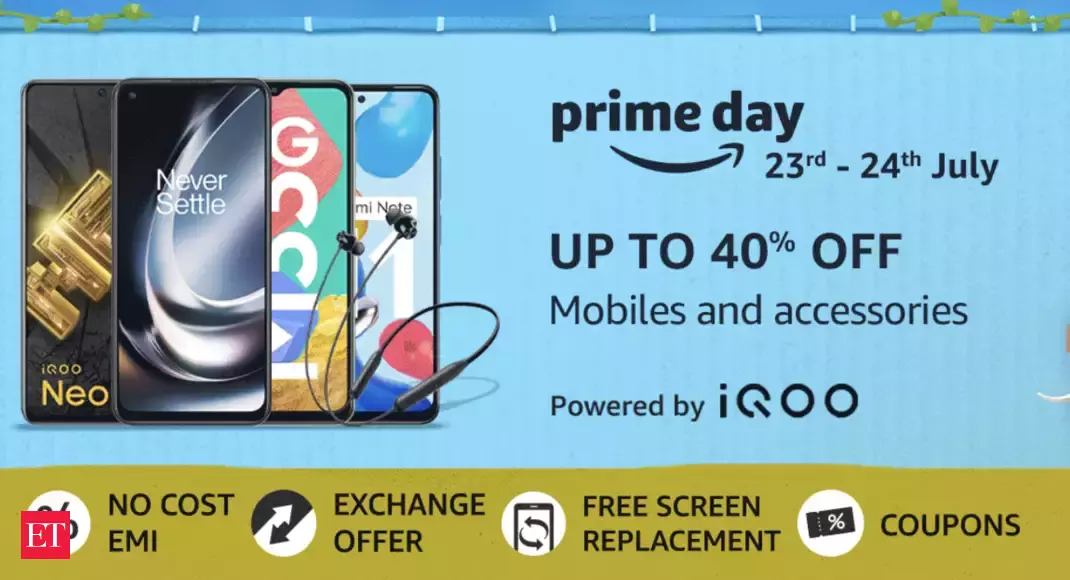 prime day
23rd - 24th July
UP TO 40% OFF
Mobiles and accessories
Powered by iQOO
Never
Settle
iQOO
Neo
mi Note
1
NO COST
EMI
EXCHANGE
OFFER
FREE SCREEN
REPLACEMENT
%
COUPONS
ET